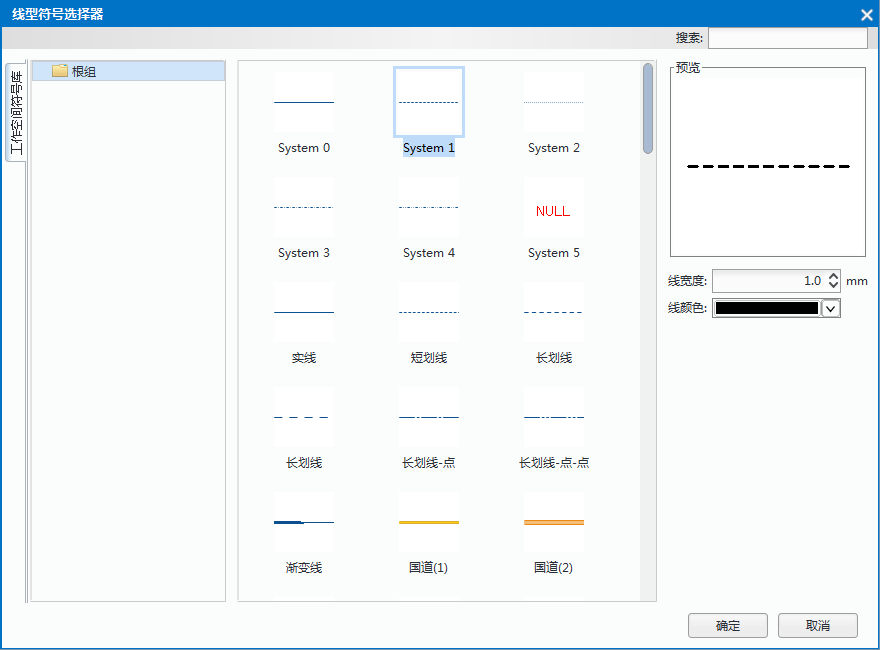 线型符号选择器
搜索:
工作空间符号库
根组
System 0
System 1
System 2
System 3
System 4
NULL
System 5
实线
短划线
长划线
长划线
长划线-点
长划线-点-点
渐变线
国道(1)
国道(2)
预览
线宽度: 1.0 mm
线颜色:
确定
取消